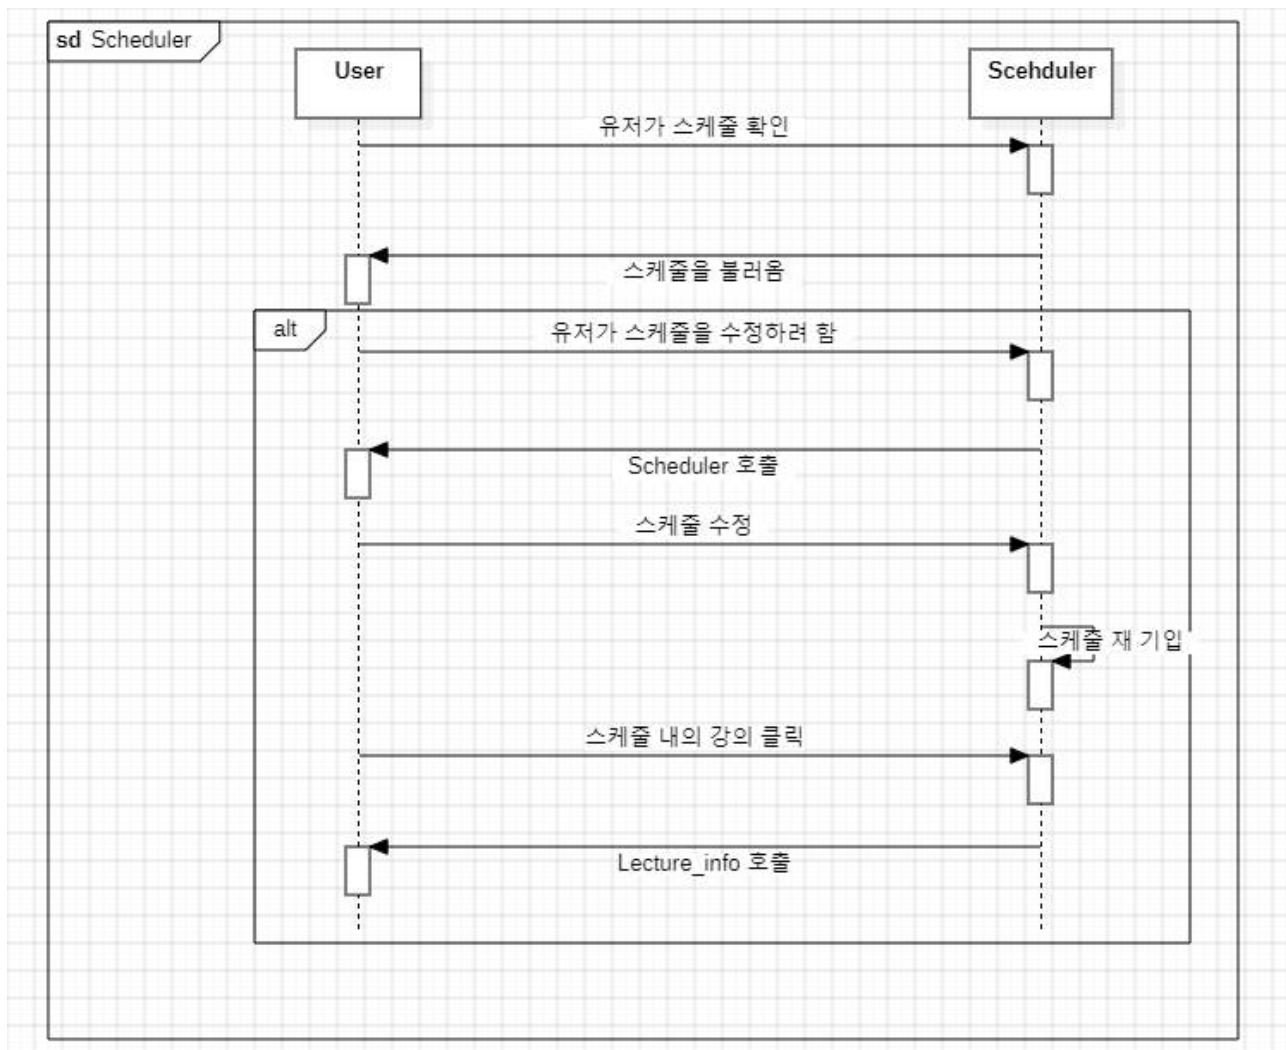 sd Scheduler
User
Scehduler
유저가 스케줄 확인
스케줄을 불러옴
alt
유저가 스케줄을 수정하려 함
Scheduler 호출
스케줄 수정
스케줄 재 기입
스케줄 내의 강의 클릭
Lecture_info 호출